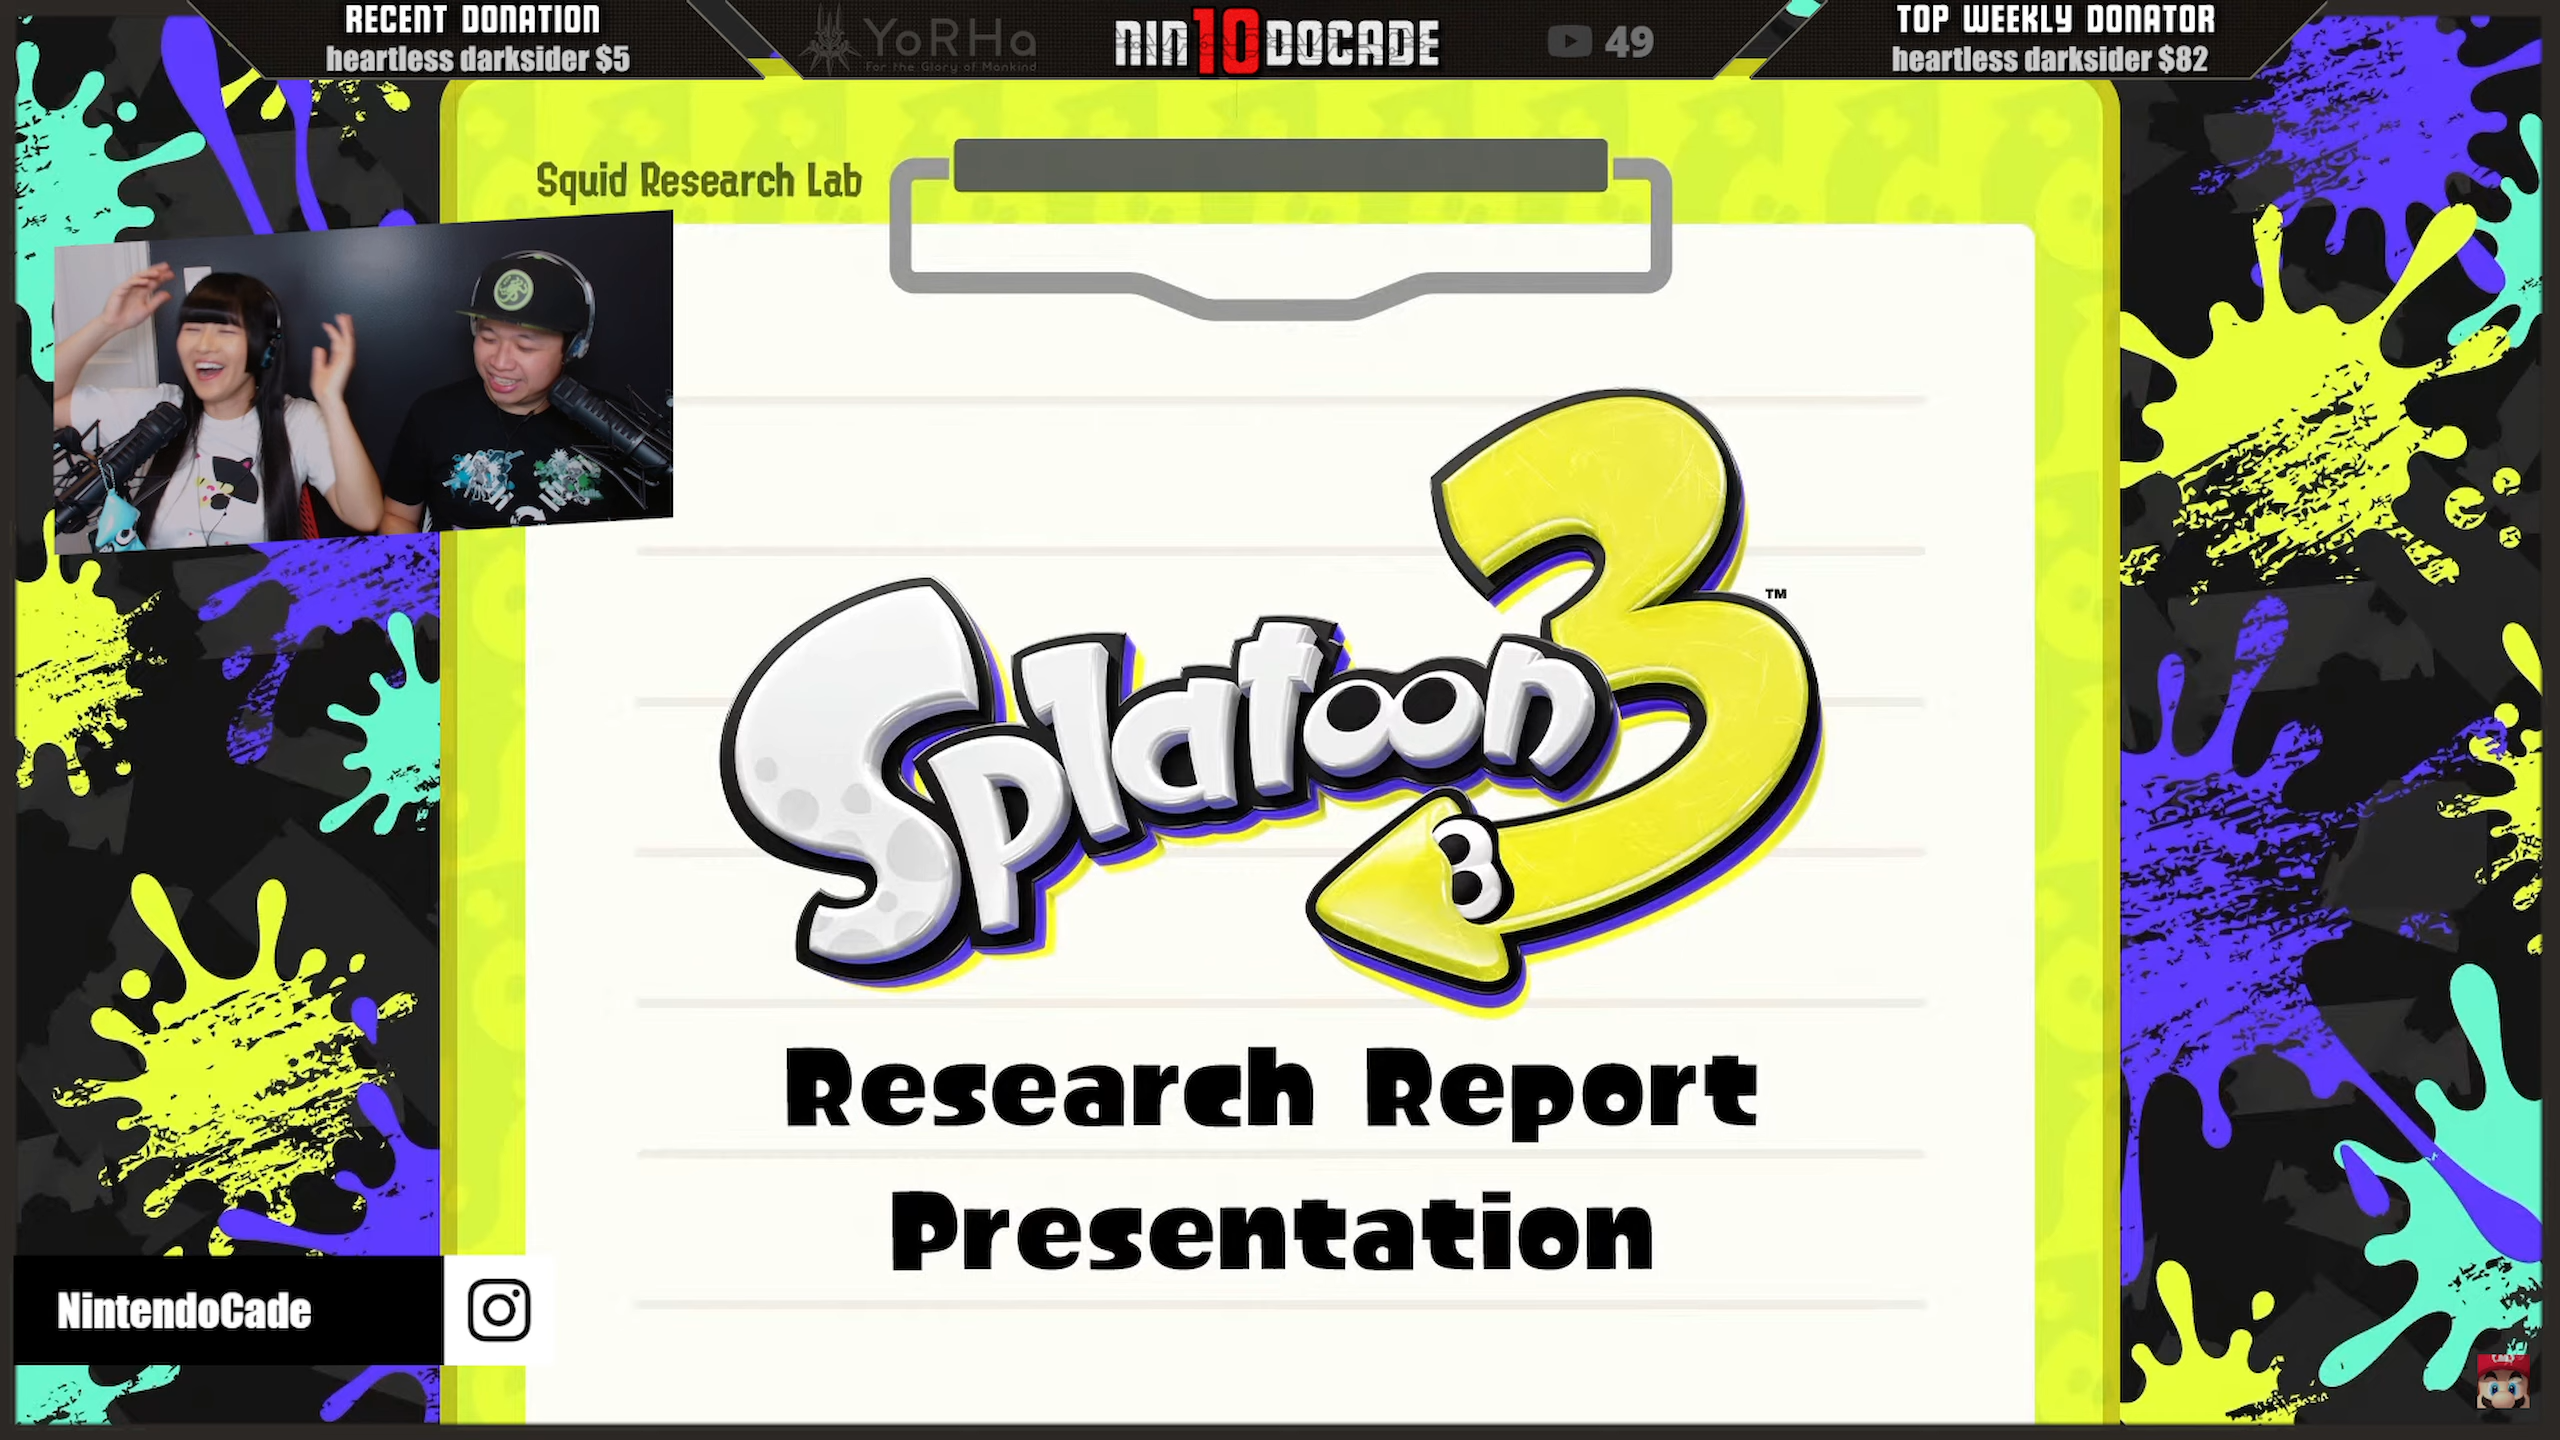 RECENT DONATION
heartless darksider $5
YoRHa
For the Glory of Mankind
NIN10DOCADE
49
TOP WEEKLY DONATOR
heartless darksider $82
Squid Research Lab
Splatoon 3
TM
Research Report
Presentation
NintendoCade